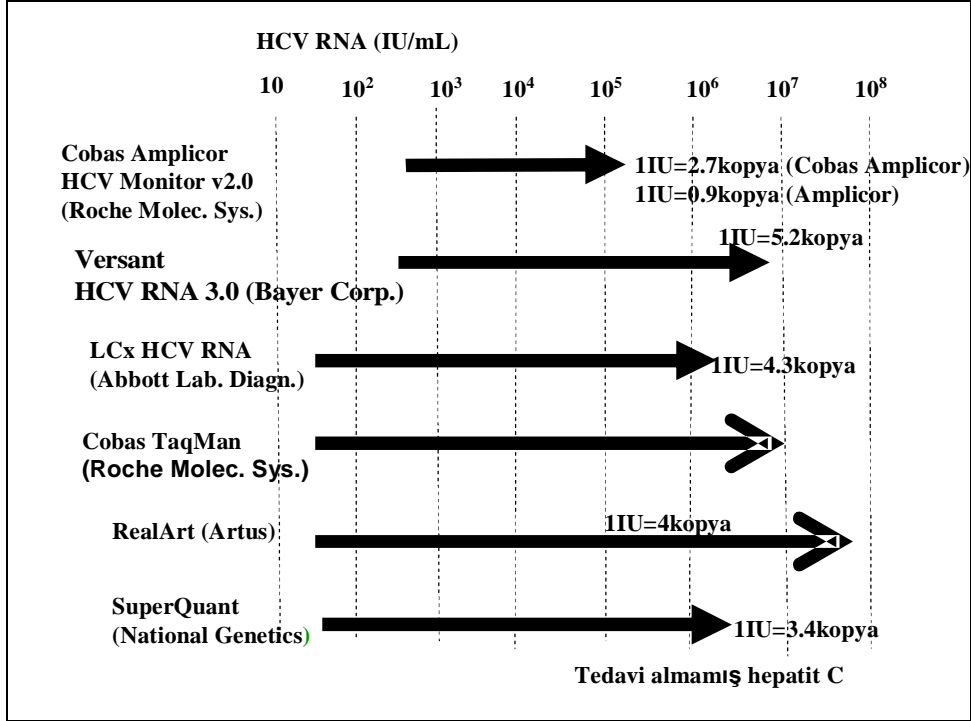 HCV RNA (IU/mL)
10 10² 10³ 10⁴ 10⁵ 10⁶ 10⁷ 10⁸
Cobas Amplicor
HCV Monitor v2.0
(Roche Molec. Sys.)
1IU=2.7kopya (Cobas Amplicor)
1IU=0.9kopya (Amplicor)
Versant
HCV RNA 3.0 (Bayer Corp.)
1IU=5.2kopya
LCx HCV RNA
(Abbott Lab. Diagn.)
1IU=4.3kopya
Cobas TaqMan
(Roche Molec. Sys.)
RealArt (Artus)
1IU=4kopya
SuperQuant
(National Genetics)
1IU=3.4kopya
Tedavi almamış hepatit C